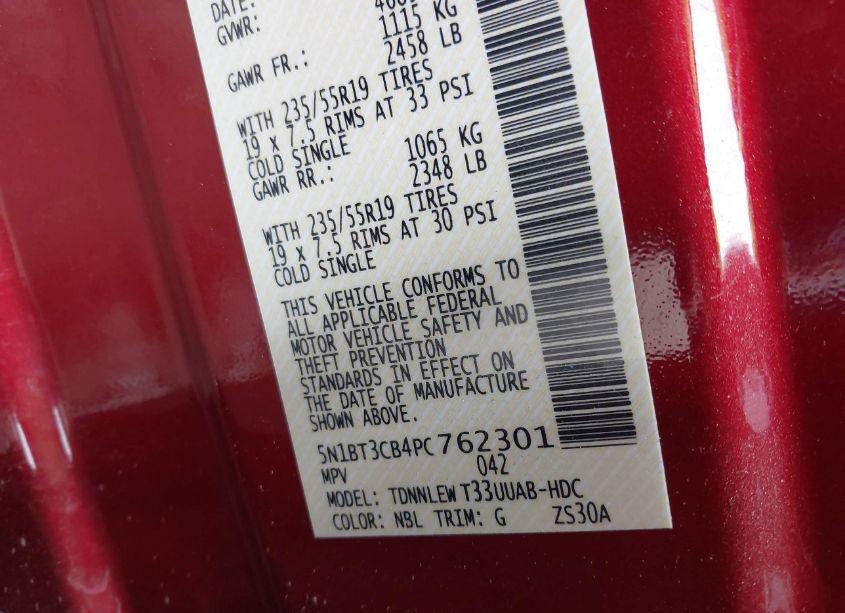 DATE:
GVWR: 1115 KG
GAWR FR.: 2458 LB
WITH 235/55R19 TIRES
19 X 7.5 RIMS AT 33 PSI
COLD SINGLE 1065 KG
GAWR RR.: 2348 LB
WITH 235/55R19 TIRES
19 X 7.5 RIMS AT 30 PSI
COLD SINGLE
THIS VEHICLE CONFORMS TO
ALL APPLICABLE FEDERAL
MOTOR VEHICLE SAFETY AND
THEFT PREVENTION
STANDARDS IN EFFECT ON
THE DATE OF MANUFACTURE
SHOWN ABOVE.
5N1BT3CB4PC762301
MPV 042
MODEL: TDNNLEW T33UUAB-HDC
COLOR: NBL TRIM: G ZS30A